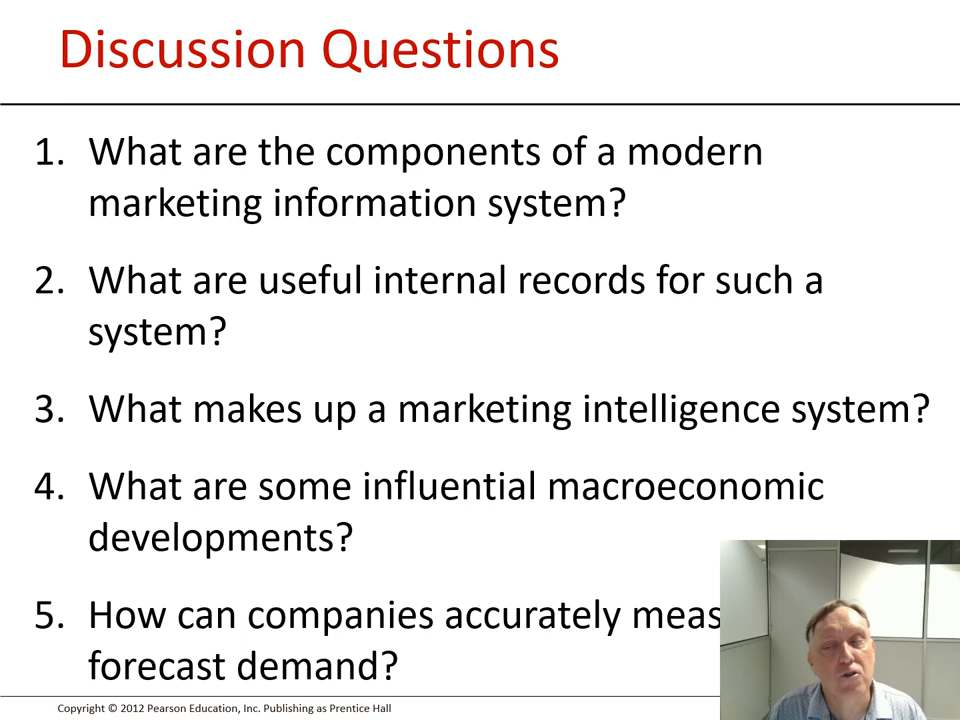 Discussion Questions
1. What are the components of a modern
marketing information system?
2. What are useful internal records for such a
system?
3. What makes up a marketing intelligence system?
4. What are some influential macroeconomic
developments?
5. How can companies accurately
forecast demand?
Copyright © 2012 Pearson Education, Inc. Publishing as Prentice Hall